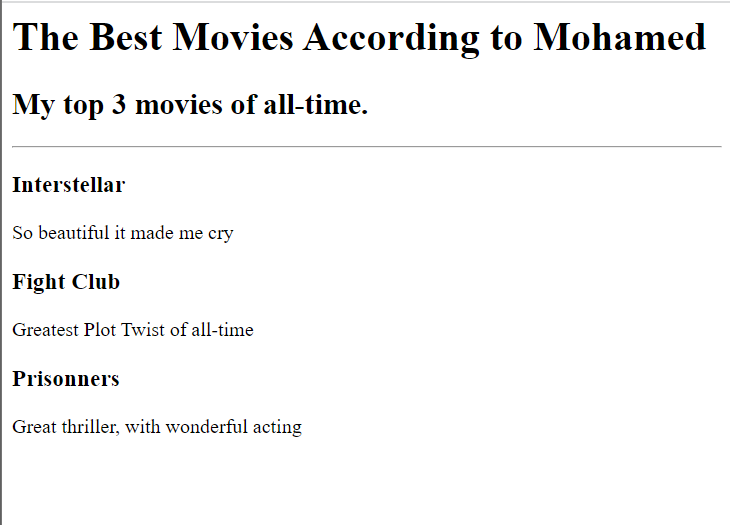 The Best Movies According to Mohamed
My top 3 movies of all-time.
Interstellar
So beautiful it made me cry
Fight Club
Greatest Plot Twist of all-time
Prisonners
Great thriller, with wonderful acting